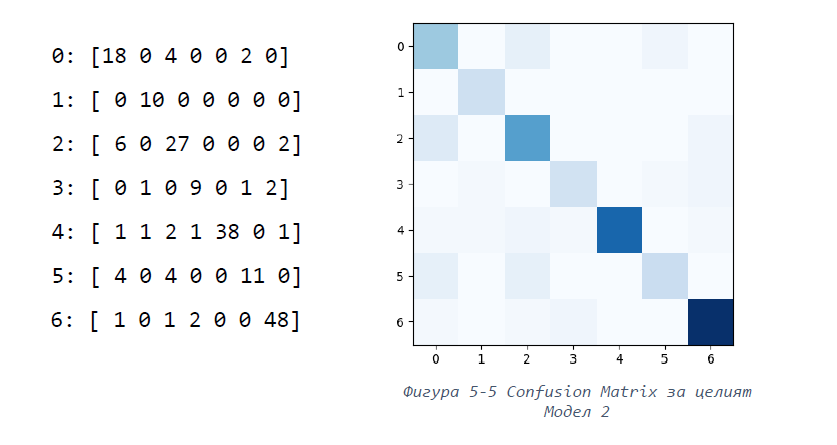 0: [18 0 4 0 0 2 0]
1: [ 0 10 0 0 0 0 0]
2: [ 6 0 27 0 0 0 2]
3: [ 0 1 0 9 0 1 2]
4: [ 1 1 2 1 38 0 1]
5: [ 4 0 4 0 0 11 0]
6: [ 1 0 1 2 0 0 48]
0
1
2
3
4
5
6
0 1 2 3 4 5 6
Фигура 5-5 Confusion Matrix за целият
Модел 2